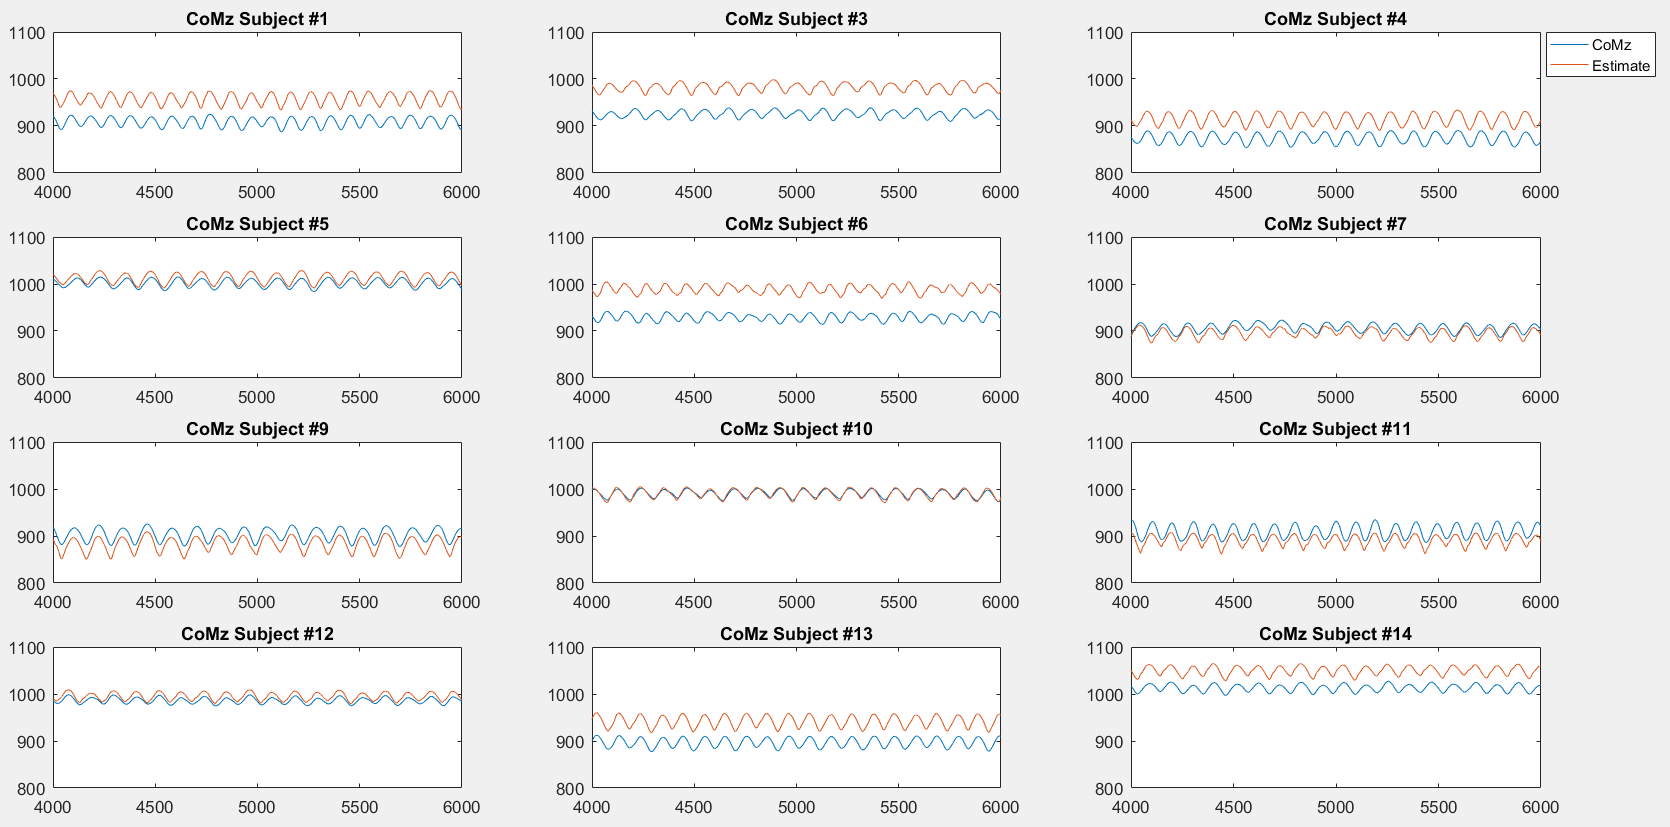 CoMz Subject #1
CoMz Subject #3
CoMz Subject #4
1100
1000
900
800
4000 4500 5000 5500 6000
1100
1000
900
800
4000 4500 5000 5500 6000
1100
1000
900
800
4000 4500 5000 5500 6000
CoMz
Estimate
CoMz Subject #5
CoMz Subject #6
CoMz Subject #7
1100
1000
900
800
4000 4500 5000 5500 6000
1100
1000
900
800
4000 4500 5000 5500 6000
1100
1000
900
800
4000 4500 5000 5500 6000
CoMz Subject #9
CoMz Subject #10
CoMz Subject #11
1100
1000
900
800
4000 4500 5000 5500 6000
1100
1000
900
800
4000 4500 5000 5500 6000
1100
1000
900
800
4000 4500 5000 5500 6000
CoMz Subject #12
CoMz Subject #13
CoMz Subject #14
1100
1000
900
800
4000 4500 5000 5500 6000
1100
1000
900
800
4000 4500 5000 5500 6000
1100
1000
900
800
4000 4500 5000 5500 6000